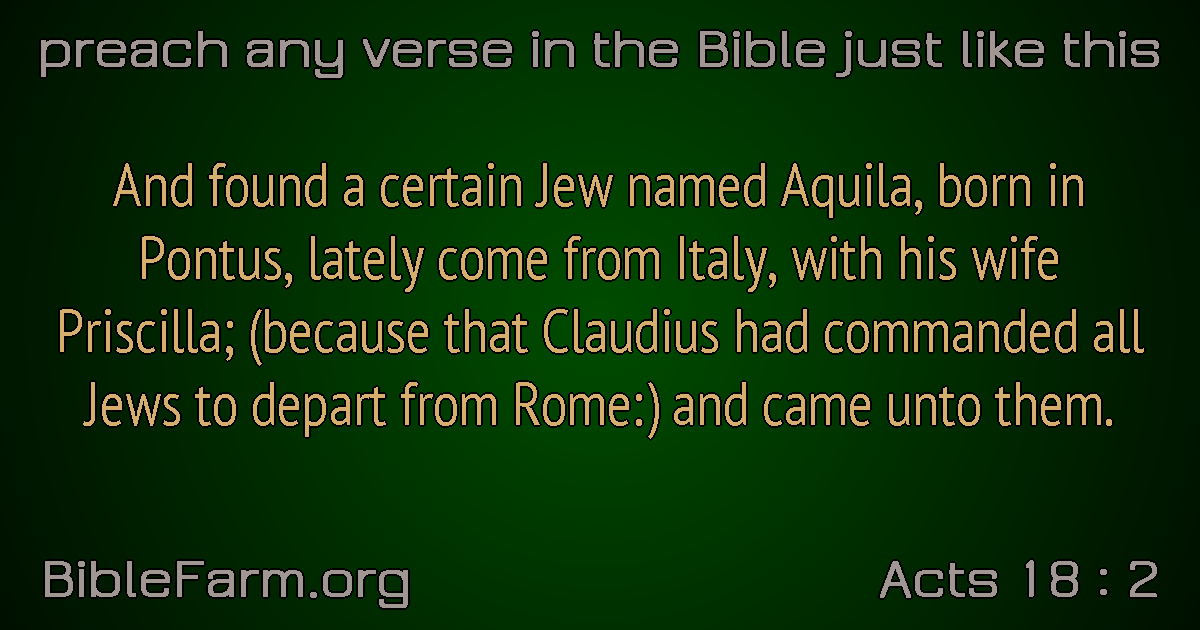 preach any verse in the Bible just like this
And found a certain Jew named Aquila, born in
Pontus, lately come from Italy, with his wife
Priscilla; (because that Claudius had commanded all
Jews to depart from Rome:) and came unto them.
BibleFarm.org
Acts 18 : 2